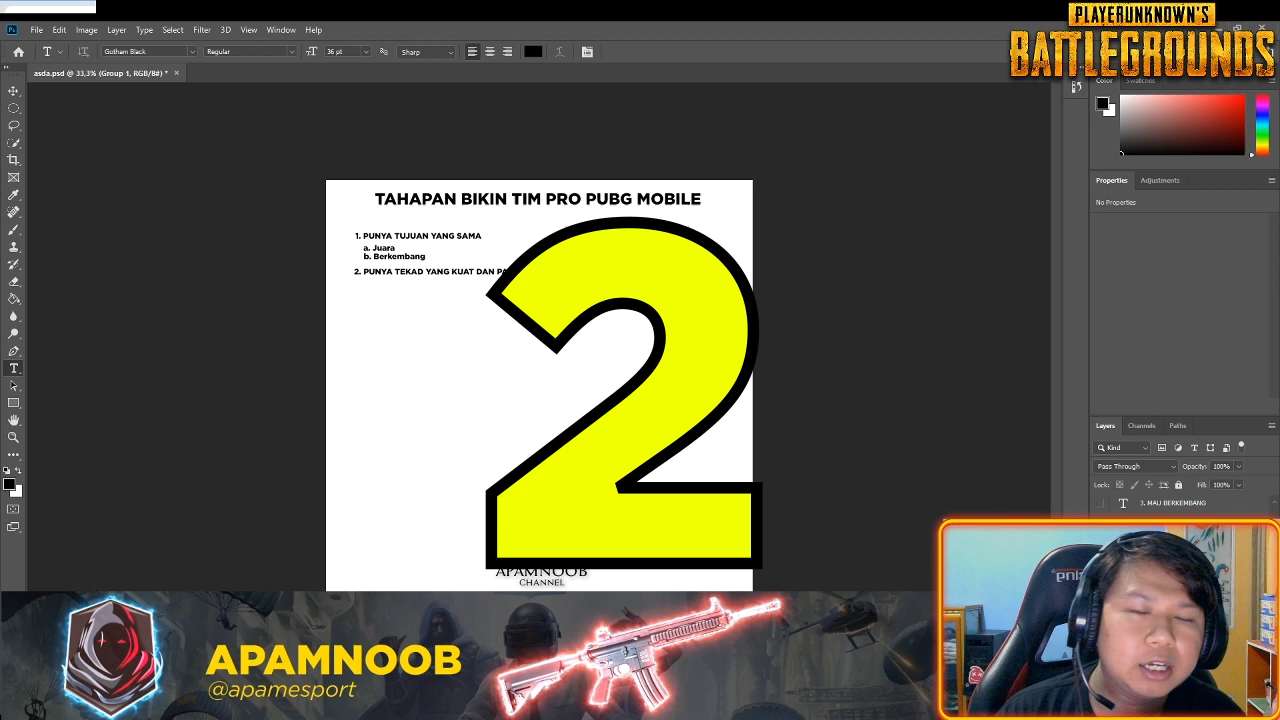 File Edit Image Layer Type Select Filter 3D View Window Help
PLAYERUNKNOWN'S
BATTLEGROUNDS
Gotham Black Regular 36 pt Sharp
asda.psd @ 33,3% (Group 1, RGB/8#) *
Color Swatches
TAHAPAN BIKIN TIM PRO PUBG MOBILE
1. PUNYA TUJUAN YANG SAMA
a. Juara
b. Berkembang
2. PUNYA TEKAD YANG KUAT DAN
2
APAMNOOB
CHANNEL
Properties Adjustments
No Properties
Layers Channels Paths
Kind
Pass Through Opacity: 100%
Lock: Fill: 100%
3. MAU BERKEMBANG
APAMNOOB
@apamesport